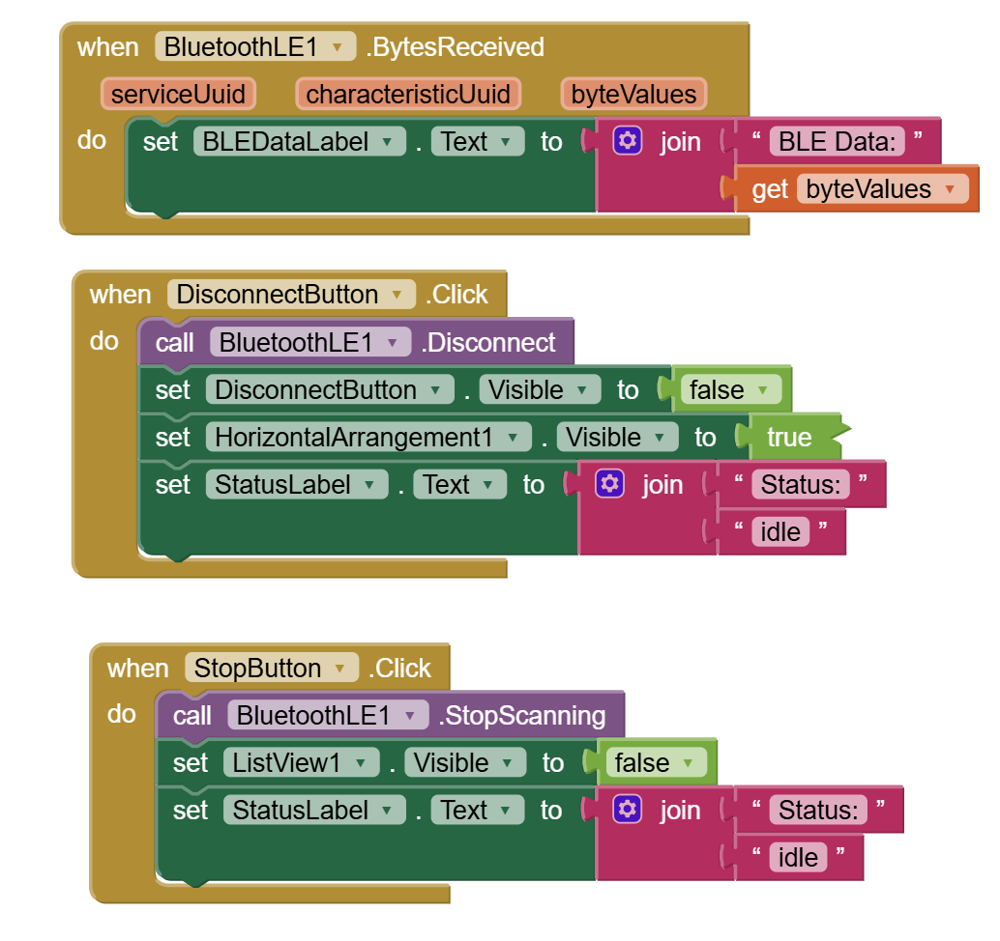 when BluetoothLE1 .BytesReceived
serviceUuid characteristicUuid byteValues
do set BLEDataLabel . Text to join “ BLE Data: ”
get byteValues
when DisconnectButton .Click
do call BluetoothLE1 .Disconnect
set DisconnectButton . Visible to false
set HorizontalArrangement1 . Visible to true
set StatusLabel . Text to join “ Status: ”
“ idle ”
when StopButton .Click
do call BluetoothLE1 .StopScanning
set ListView1 . Visible to false
set StatusLabel . Text to join “ Status: ”
“ idle ”